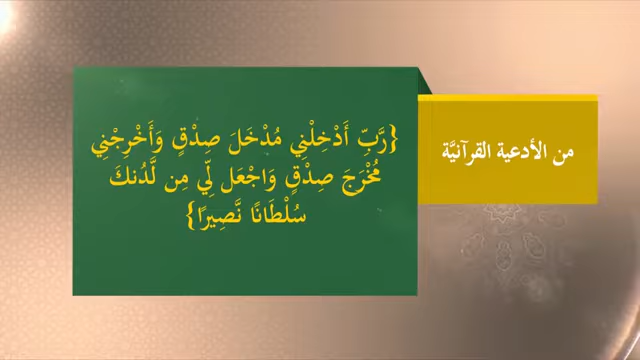 من الأدعية القرآنيَّة
{رَّبِّ أَدْخِلْنِي مُدْخَلَ صِدْقٍ وَأَخْرِجْنِي
مُخْرَجَ صِدْقٍ وَاجْعَل لِّي مِن لَّدُنكَ
سُلْطَانًا نَّصِيرًا}